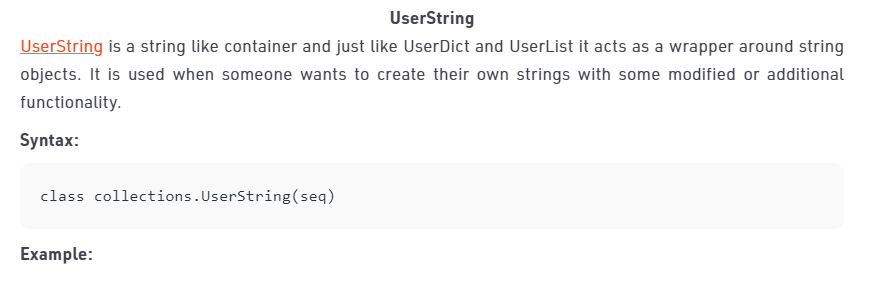 UserString
UserString is a string like container and just like UserDict and UserList it acts as a wrapper around string
objects. It is used when someone wants to create their own strings with some modified or additional
functionality.
Syntax:
class collections.UserString(seq)
Example: